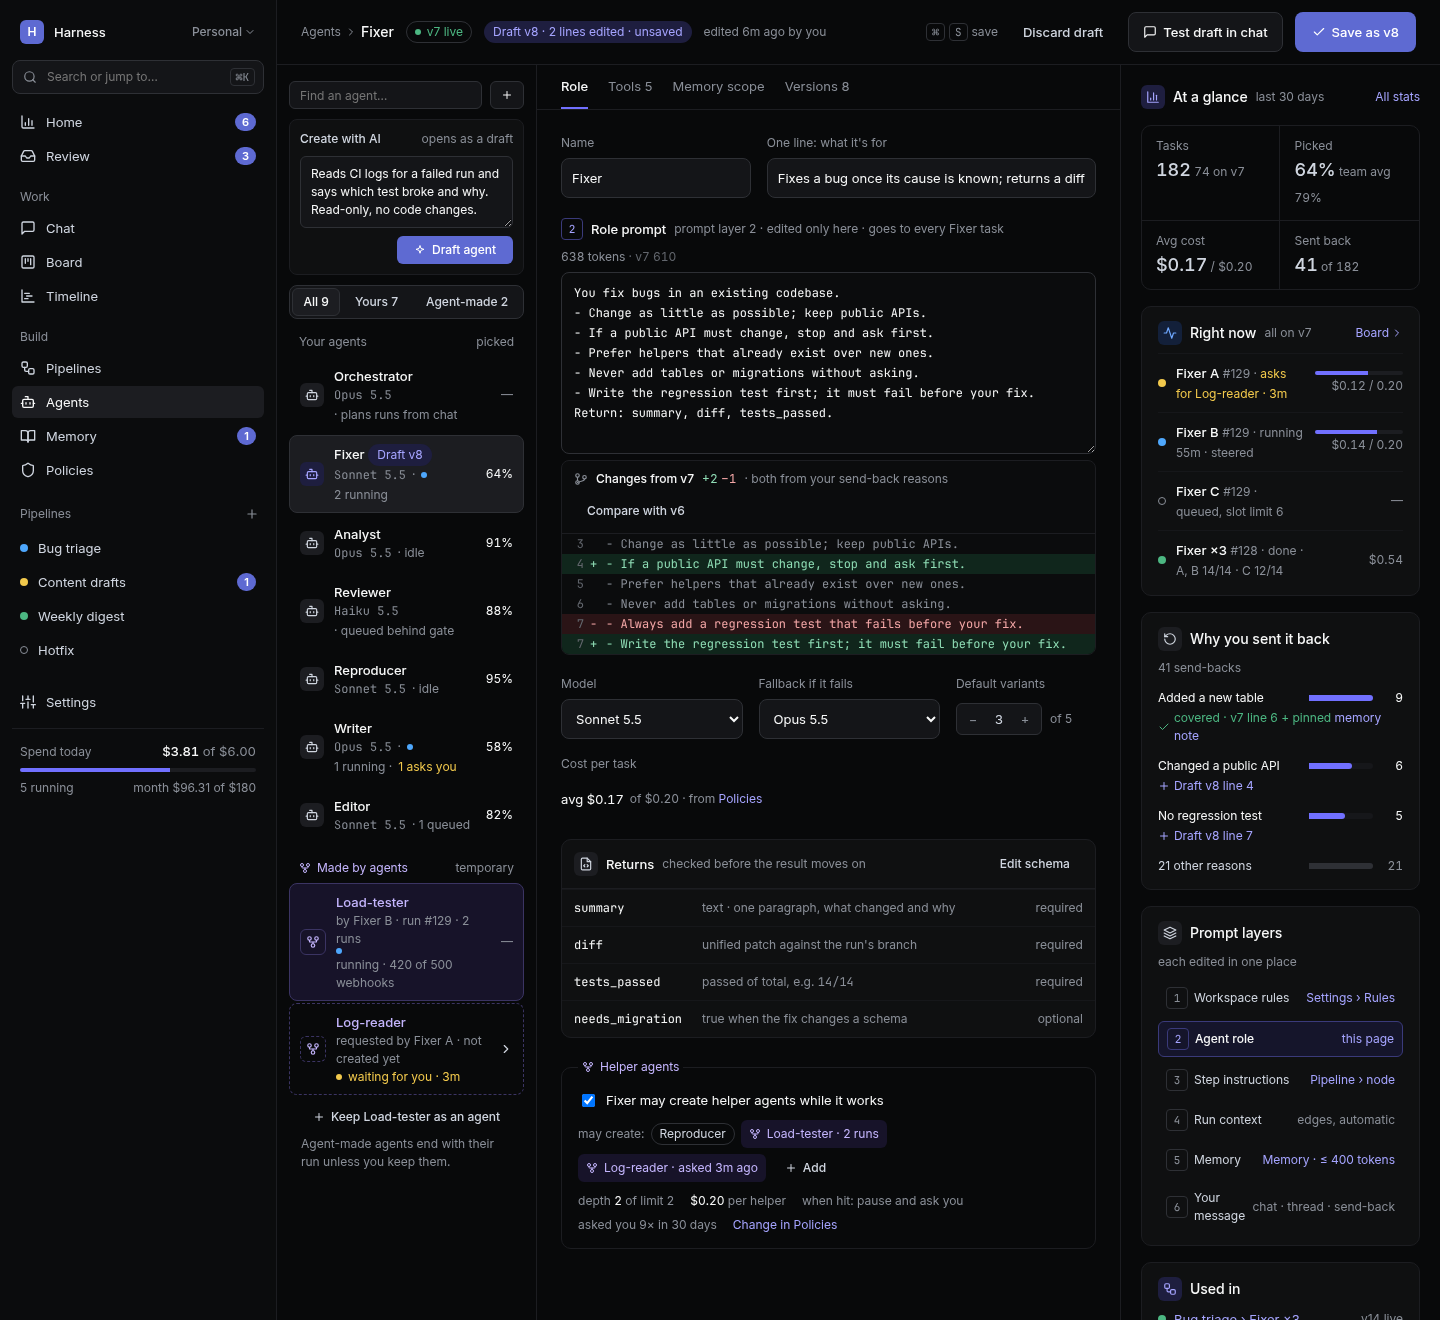 H Harness Personal
Search or jump to... ⌘K
Home 6
Review 3
Work
Chat
Board
Timeline
Build
Pipelines
Agents
Memory 1
Policies
Pipelines +
Bug triage
Content drafts 1
Weekly digest
Hotfix
Settings
Spend today $3.81 of $6.00
5 running month $96.31 of $180
Agents › Fixer v7 live Draft v8 · 2 lines edited · unsaved edited 6m ago by you ⌘ S save Discard draft Test draft in chat Save as v8
Find an agent... +
Create with AI opens as a draft
Reads CI logs for a failed run and
says which test broke and why.
Read-only, no code changes.
Draft agent
All 9 Yours 7 Agent-made 2
Your agents picked
Orchestrator
Opus 5.5 —
· plans runs from chat
Fixer Draft v8
Sonnet 5.5 · 64%
2 running
Analyst
Opus 5.5 · idle 91%
Reviewer
Haiku 5.5 88%
· queued behind gate
Reproducer
Sonnet 5.5 · idle 95%
Writer
Opus 5.5 · 58%
1 running · 1 asks you
Editor
Sonnet 5.5 · 1 queued 82%
Made by agents temporary
Load-tester
by Fixer B · run #129 · 2
runs —
running · 420 of 500
webhooks
Log-reader
requested by Fixer A · not
created yet
waiting for you · 3m
+ Keep Load-tester as an agent
Agent-made agents end with their
run unless you keep them.
Role Tools 5 Memory scope Versions 8
Name One line: what it's for
Fixer Fixes a bug once its cause is known; returns a diff
2 Role prompt prompt layer 2 · edited only here · goes to every Fixer task
638 tokens · v7 610
You fix bugs in an existing codebase.
- Change as little as possible; keep public APIs.
- If a public API must change, stop and ask first.
- Prefer helpers that already exist over new ones.
- Never add tables or migrations without asking.
- Write the regression test first; it must fail before your fix.
Return: summary, diff, tests_passed.
Changes from v7 +2 −1 · both from your send-back reasons
Compare with v6
3 - Change as little as possible; keep public APIs.
4 + - If a public API must change, stop and ask first.
5 - Prefer helpers that already exist over new ones.
6 - Never add tables or migrations without asking.
7 - - Always add a regression test that fails before your fix.
7 + - Write the regression test first; it must fail before your fix.
Model Fallback if it fails Default variants
Sonnet 5.5 Opus 5.5 − 3 + of 5
Cost per task
avg $0.17 of $0.20 · from Policies
Returns checked before the result moves on Edit schema
summary text · one paragraph, what changed and why required
diff unified patch against the run's branch required
tests_passed passed of total, e.g. 14/14 required
needs_migration true when the fix changes a schema optional
Helper agents
Fixer may create helper agents while it works
may create: Reproducer Load-tester · 2 runs
Log-reader · asked 3m ago + Add
depth 2 of limit 2 $0.20 per helper when hit: pause and ask you
asked you 9× in 30 days Change in Policies
At a glance last 30 days All stats
Tasks Picked
182 74 on v7 64% team avg
79%
Avg cost Sent back
$0.17 / $0.20 41 of 182
Right now all on v7 Board ›
Fixer A #129 · asks
for Log-reader · 3m $0.12 / 0.20
Fixer B #129 · running
55m · steered $0.14 / 0.20
Fixer C #129 · —
queued, slot limit 6
Fixer ×3 #128 · done · $0.54
A, B 14/14 · C 12/14
Why you sent it back
41 send-backs
Added a new table 9
covered · v7 line 6 + pinned memory
note
Changed a public API 6
+ Draft v8 line 4
No regression test 5
+ Draft v8 line 7
21 other reasons 21
Prompt layers
each edited in one place
1 Workspace rules Settings › Rules
2 Agent role this page
3 Step instructions Pipeline › node
4 Run context edges, automatic
5 Memory Memory · ≤ 400 tokens
6 Your
message chat · thread · send-back
Used in
Bug triage › Fixer ×3 v14 live